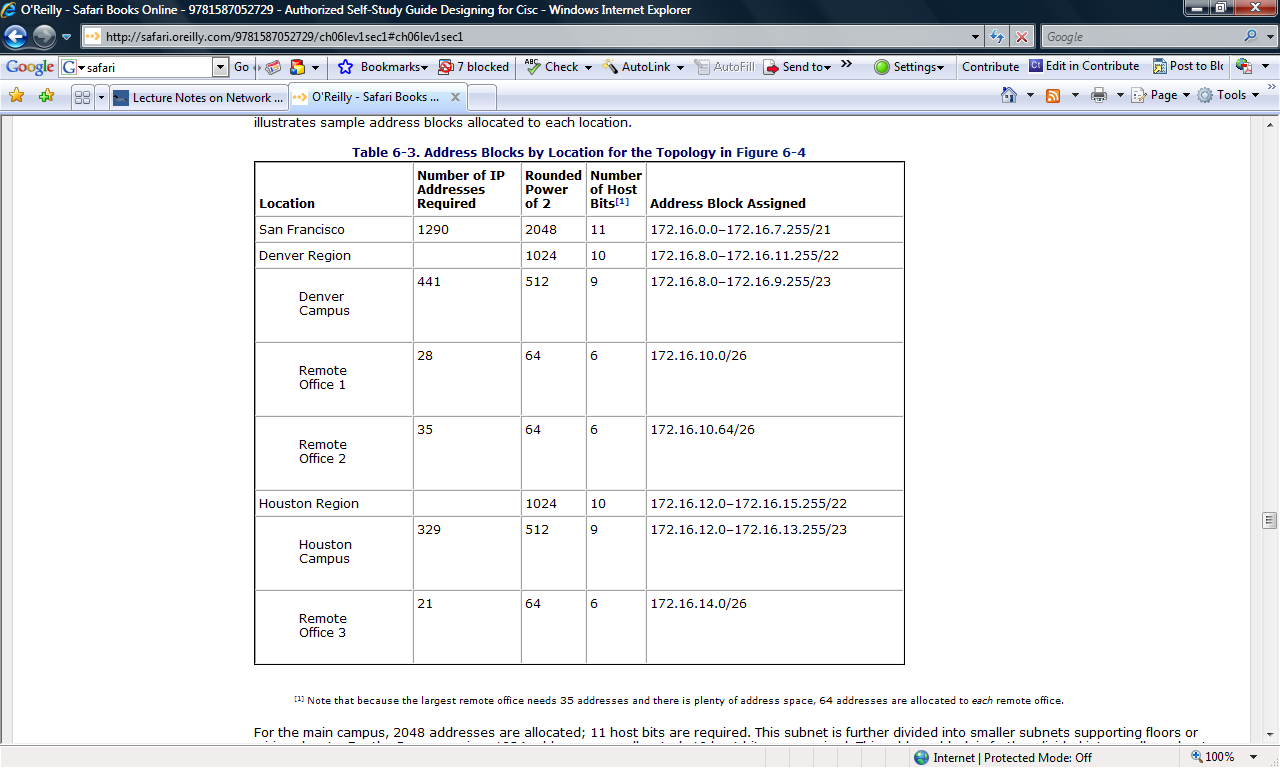 O'Reilly - Safari Books Online - 9781587052729 - Authorized Self-Study Guide Designing for Cisc - Windows Internet Explorer
http://safari.oreilly.com/9781587052729/ch06lev1sec1#ch06lev1sec1
Google
Google G safari Go Bookmarks 7 blocked ABC Check AutoLink AutoFill Send to » Settings Contribute Ct Edit in Contribute Post to Blo
Lecture Notes on Network ... O'Reilly - Safari Books ... Page Tools »
illustrates sample address blocks allocated to each location.
Table 6-3. Address Blocks by Location for the Topology in Figure 6-4
Location Number of IP Addresses Required Rounded Power of 2 Number of Host Bits[1] Address Block Assigned
San Francisco 1290 2048 11 172.16.0.0–172.16.7.255/21
Denver Region 1024 10 172.16.8.0–172.16.11.255/22
Denver Campus 441 512 9 172.16.8.0–172.16.9.255/23
Remote Office 1 28 64 6 172.16.10.0/26
Remote Office 2 35 64 6 172.16.10.64/26
Houston Region 1024 10 172.16.12.0–172.16.15.255/22
Houston Campus 329 512 9 172.16.12.0–172.16.13.255/23
Remote Office 3 21 64 6 172.16.14.0/26
[1] Note that because the largest remote office needs 35 addresses and there is plenty of address space, 64 addresses are allocated to each remote office.
For the main campus, 2048 addresses are allocated; 11 host bits are required. This subnet is further divided into smaller subnets supporting floors or
Internet | Protected Mode: Off 100%